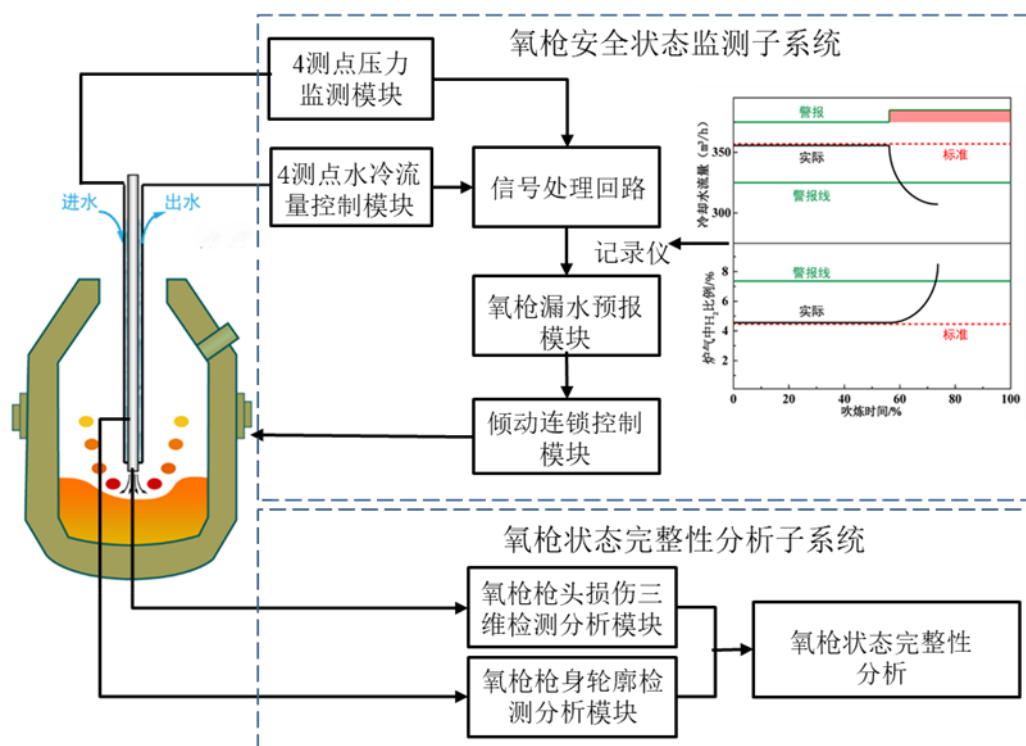 氧枪安全状态监测子系统
4测点压力
监测模块
4测点水冷流
量控制模块
信号处理回路
记录仪
氧枪漏水预报
模块
倾动连锁控制
模块
进水
出水
冷却水流量（m³/h）
350
300
警报
实际
标准
警报线
炉气中H₂比例/%
8
6
4
2
警报线
实际
标准
0
20
40
60
80
100
吹炼时间/%
氧枪状态完整性分析子系统
氧枪枪头损伤三
维检测分析模块
氧枪枪身轮廓检
测分析模块
氧枪状态完整性
分析